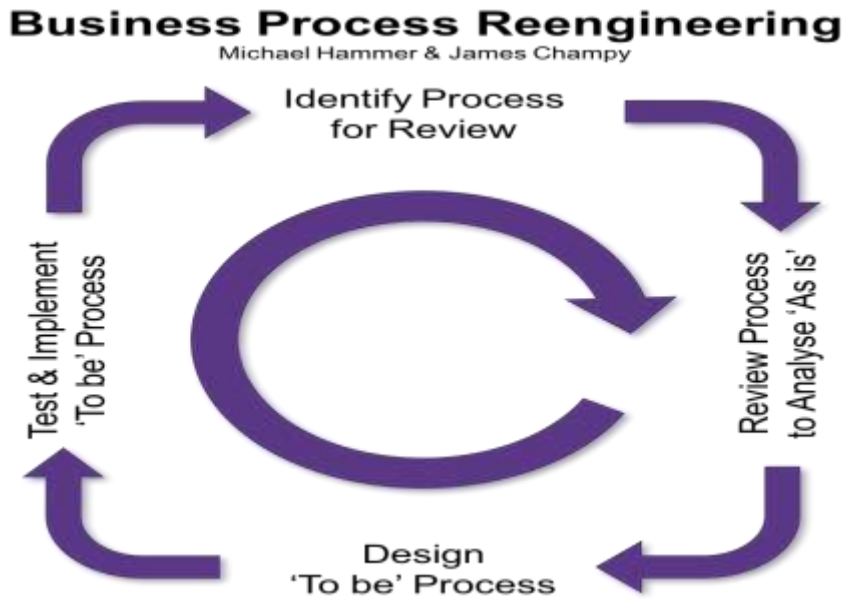 Business Process Reengineering
Michael Hammer & James Champy
Identify Process
for Review
Review Process
to Analyse ‘As is’
Design
‘To be’ Process
Test & Implement
‘To be’ Process